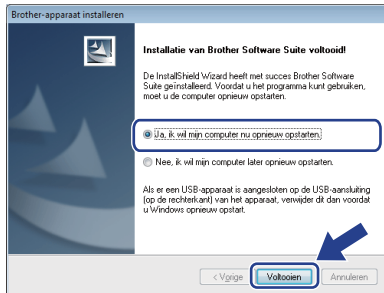 Brother-apparaat installeren
Installatie van Brother Software Suite voltooid!
De InstallShield Wizard heeft met succes Brother Software
Suite geïnstalleerd. Voordat u het programma kunt gebruiken,
moet u de computer opnieuw opstarten.
Ja, ik wil mijn computer nu opnieuw opstarten.
Nee, ik wil mijn computer later opnieuw opstarten.
Als er een USB-apparaat is aangesloten op de USB-aansluiting
(op de rechterkant) van het apparaat, verwijder dit dan voordat
u Windows opnieuw opstart.
< Vorige Voltooien Annuleren